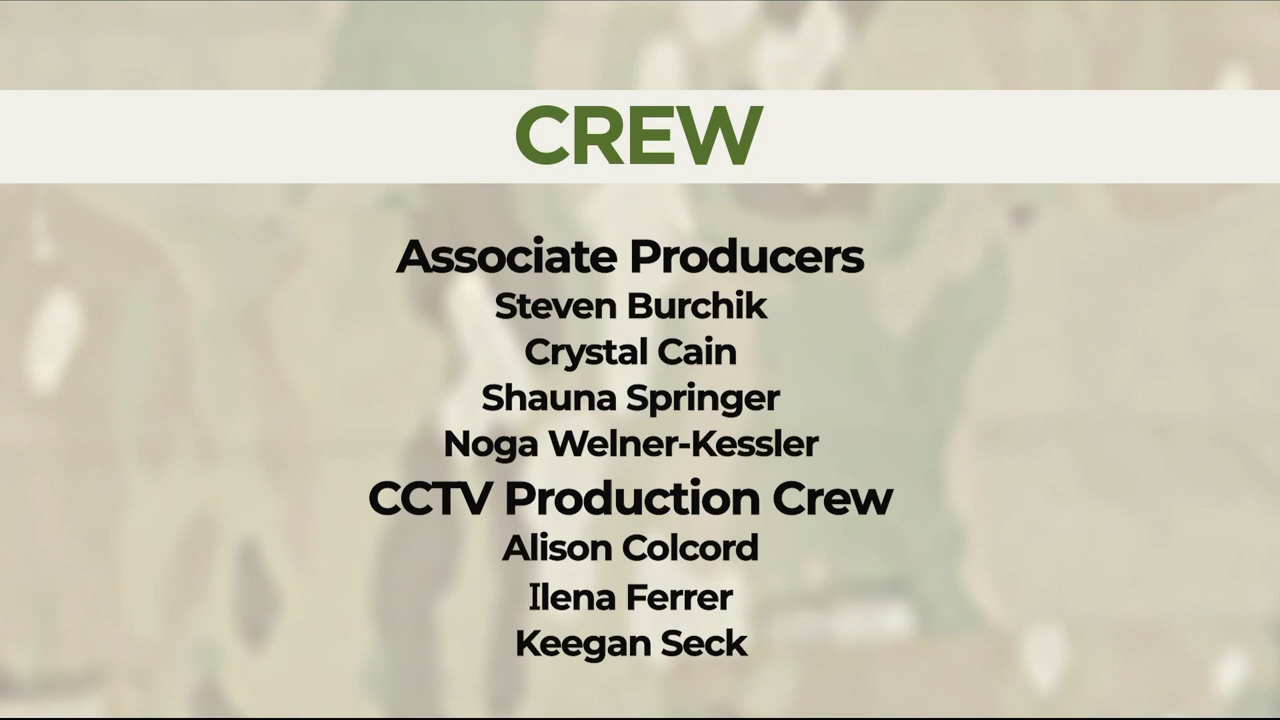 CREW
Associate Producers
Steven Burchik
Crystal Cain
Shauna Springer
Noga Welner-Kessler
CCTV Production Crew
Alison Colcord
Ilena Ferrer
Keegan Seck